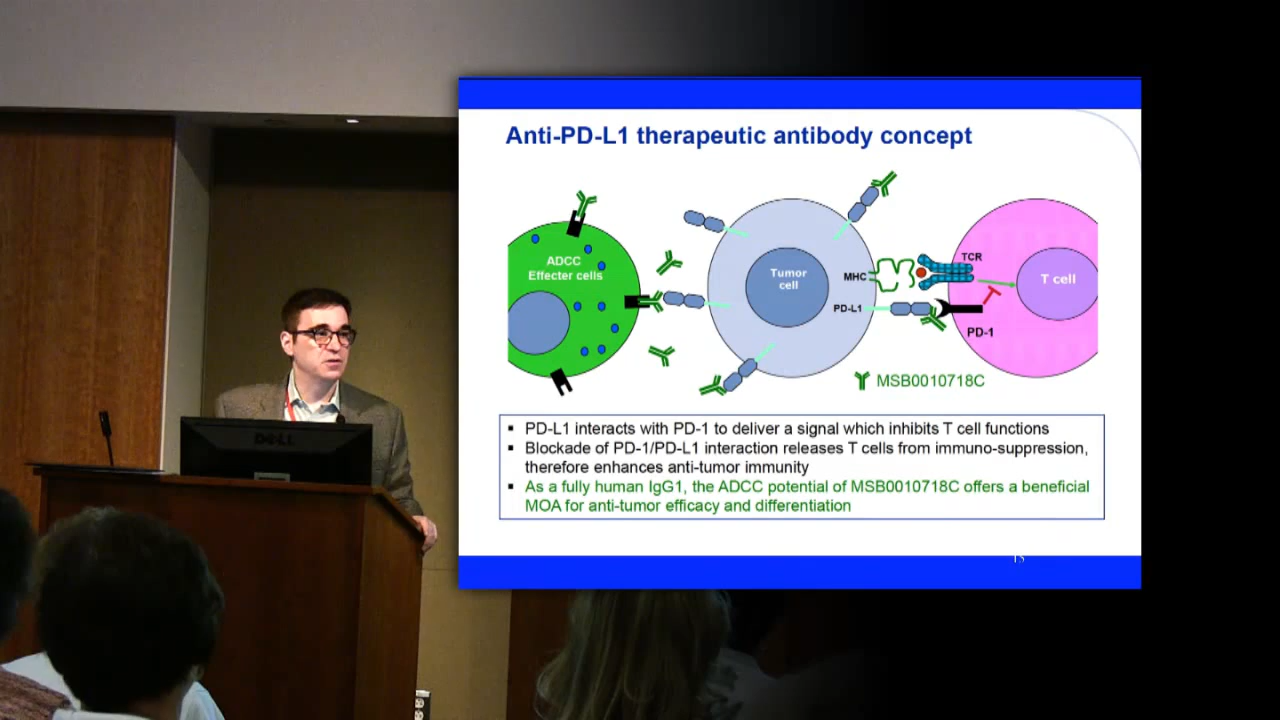 Anti-PD-L1 therapeutic antibody concept
ADCC
Effecter cells
Tumor
cell
MHC
TCR
T cell
PD-L1
PD-1
MSB0010718C
▪ PD-L1 interacts with PD-1 to deliver a signal which inhibits T cell functions
▪ Blockade of PD-1/PD-L1 interaction releases T cells from immuno-suppression,
therefore enhances anti-tumor immunity
▪ As a fully human IgG1, the ADCC potential of MSB0010718C offers a beneficial
MOA for anti-tumor efficacy and differentiation
15
DELL